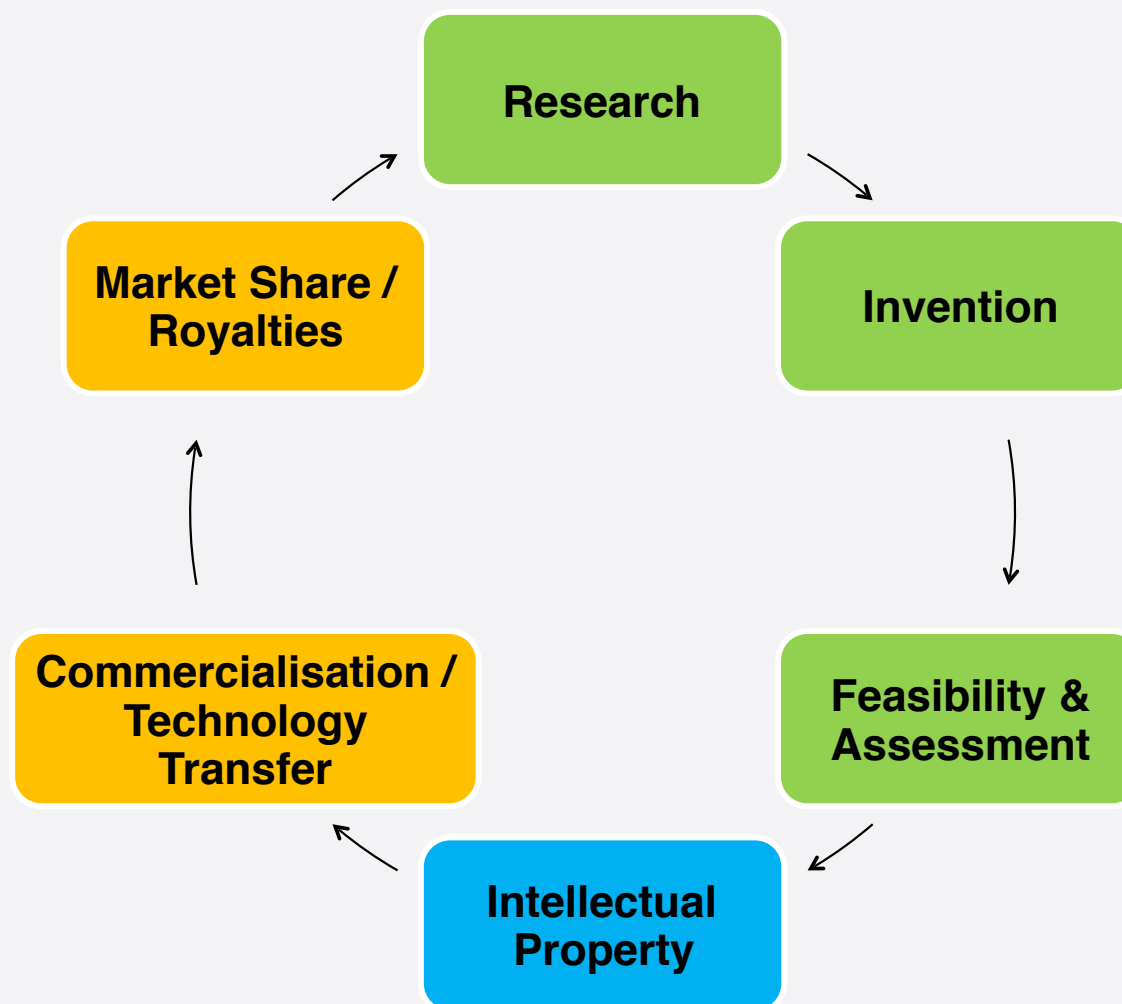 Research
Market Share /
Royalties
Invention
Commercialisation /
Technology
Transfer
Feasibility &
Assessment
Intellectual
Property